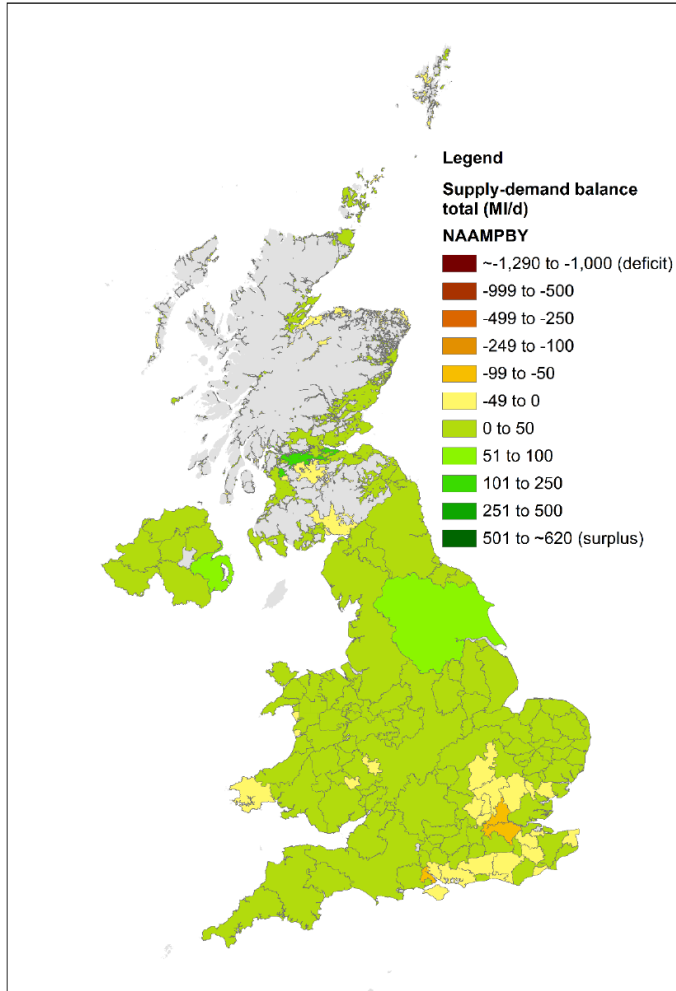 Legend
Supply-demand balance
total (Ml/d)
NAAMPBY
~-1,290 to -1,000 (deficit)
-999 to -500
-499 to -250
-249 to -100
-99 to -50
-49 to 0
0 to 50
51 to 100
101 to 250
251 to 500
501 to ~620 (surplus)